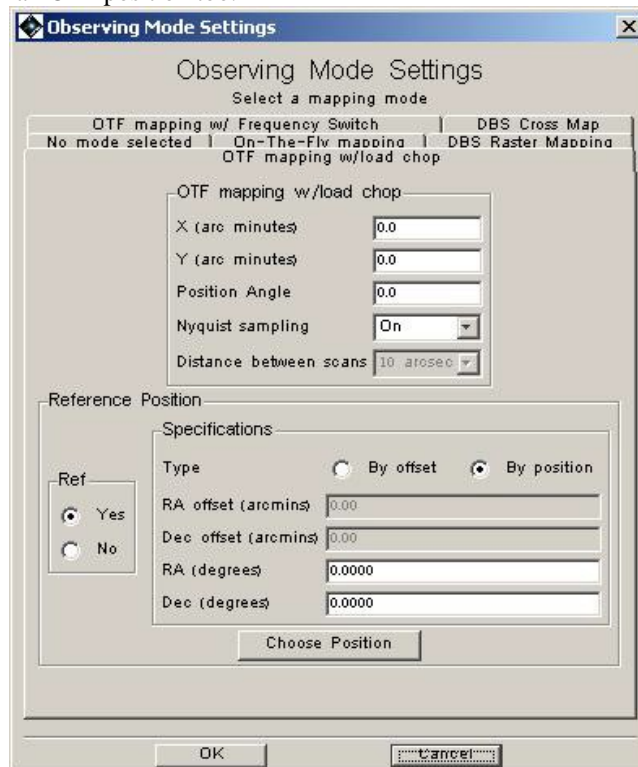 Observing Mode Settings
Observing Mode Settings
Select a mapping mode
OTF mapping w/ Frequency Switch
DBS Cross Map
No mode selected
On-The-Fly mapping
DBS Raster Mapping
OTF mapping w/load chop
OTF mapping w/load chop
X (arc minutes) 0.0
Y (arc minutes) 0.0
Position Angle 0.0
Nyquist sampling On
Distance between scans 10 arcsec
Reference Position
Specifications
Ref
Yes
No
Type By offset By position
RA offset (arcmins) 0.00
Dec offset (arcmins) 0.00
RA (degrees) 0.0000
Dec (degrees) 0.0000
Choose Position
OK Cancel